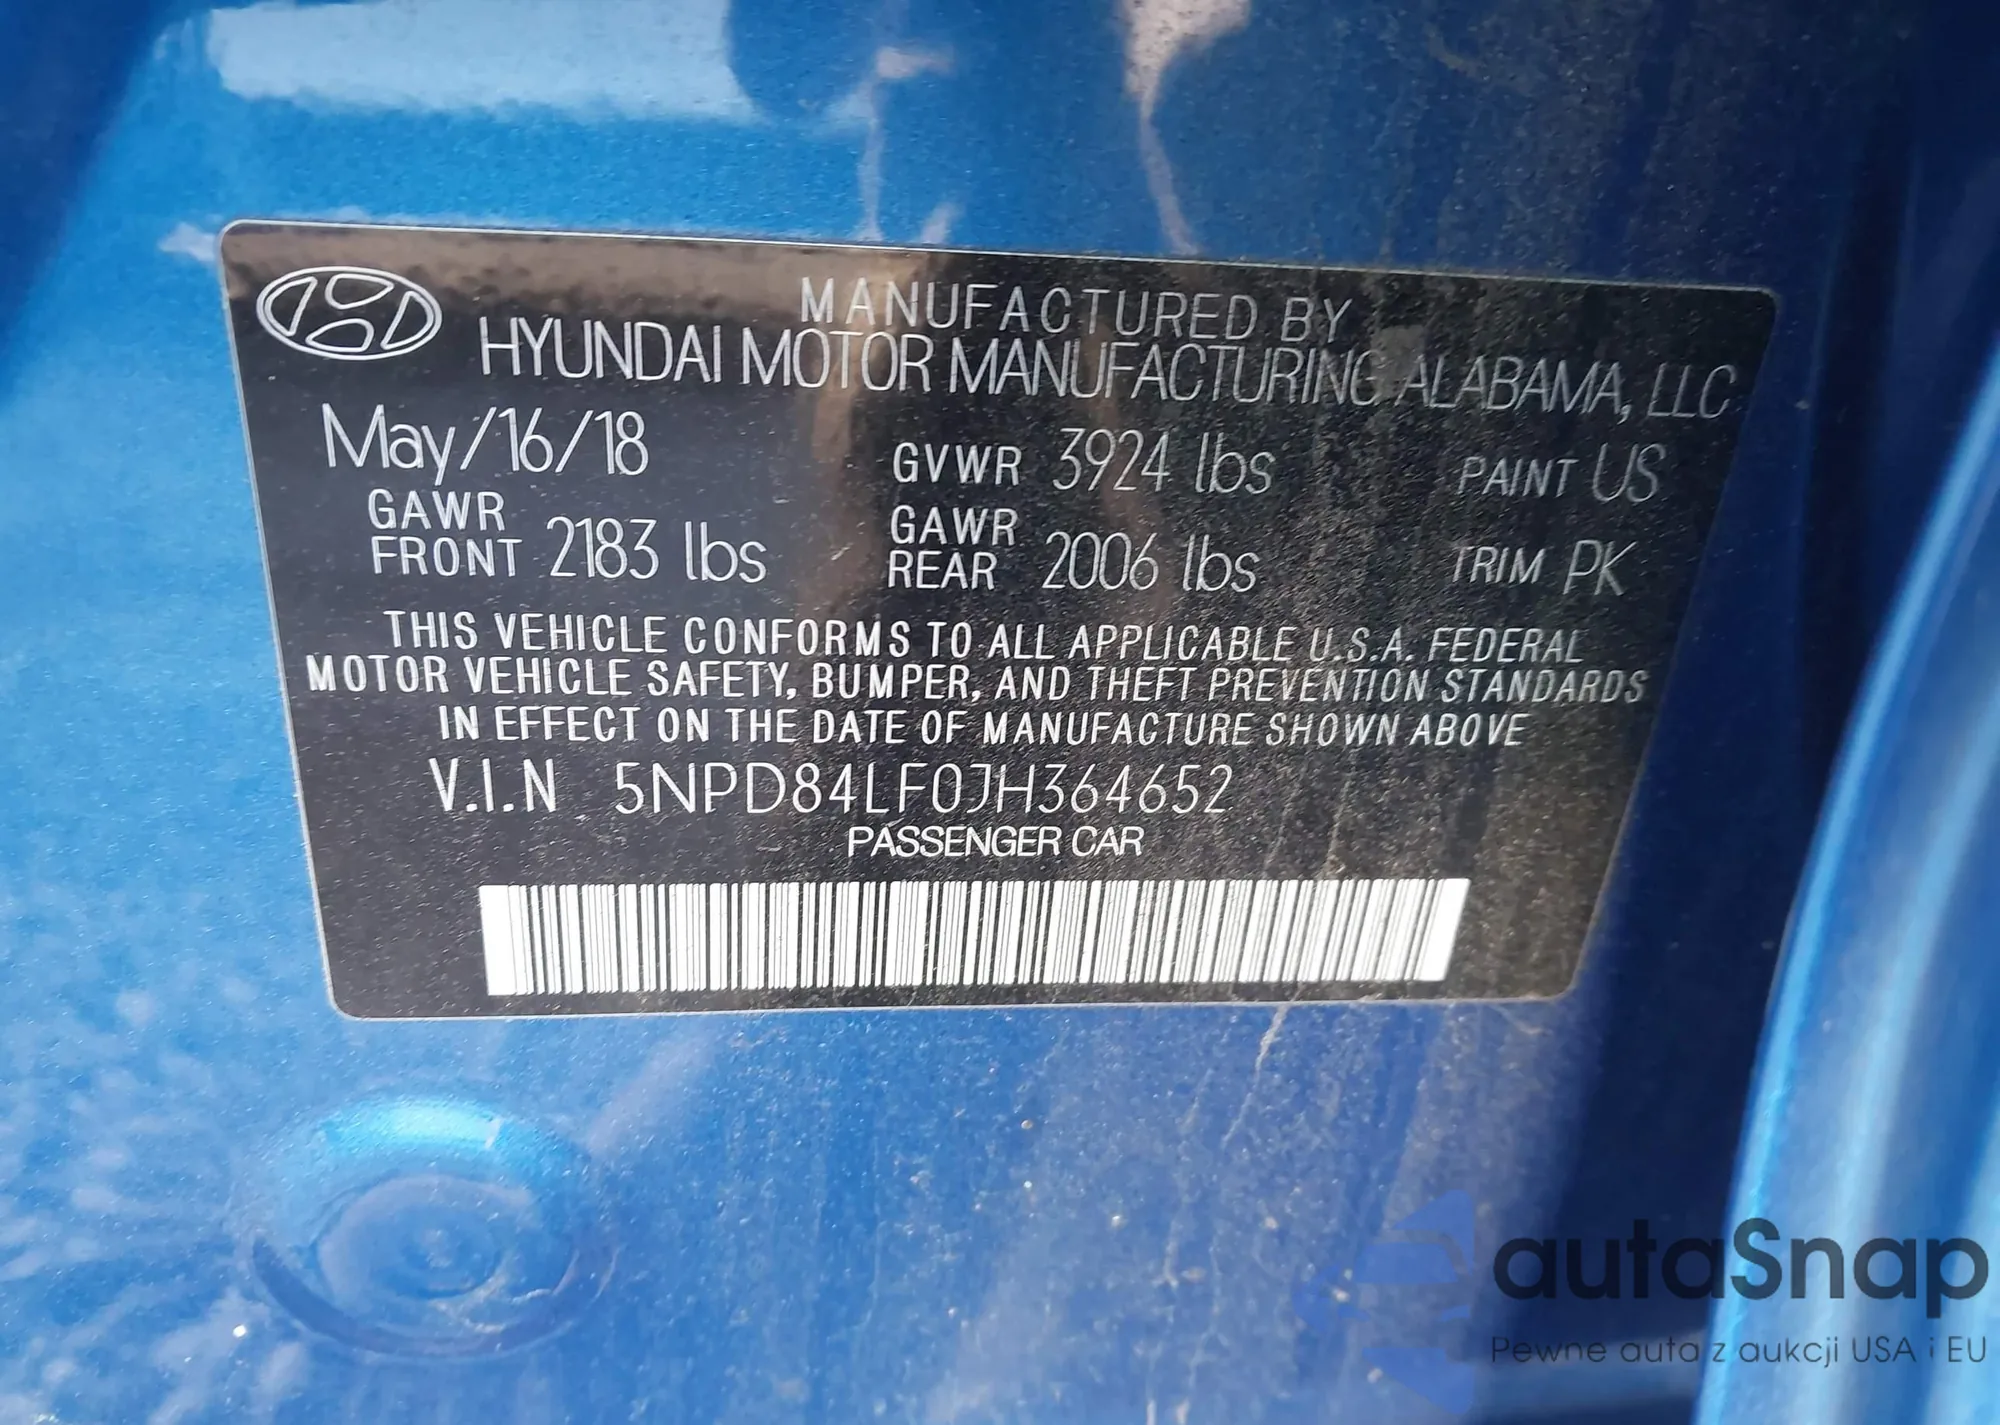 MANUFACTURED BY
HYUNDAI MOTOR MANUFACTURING ALABAMA, LLC
May/16/18 GVWR 3924 lbs PAINT US
GAWR FRONT 2183 lbs GAWR REAR 2006 lbs TRIM PK
THIS VEHICLE CONFORMS TO ALL APPLICABLE U.S.A. FEDERAL
MOTOR VEHICLE SAFETY, BUMPER, AND THEFT PREVENTION STANDARDS
IN EFFECT ON THE DATE OF MANUFACTURE SHOWN ABOVE
V.I.N 5NPD84LF0JH364652
PASSENGER CAR
autaSnap
Pewne auta z aukcji USA i EU